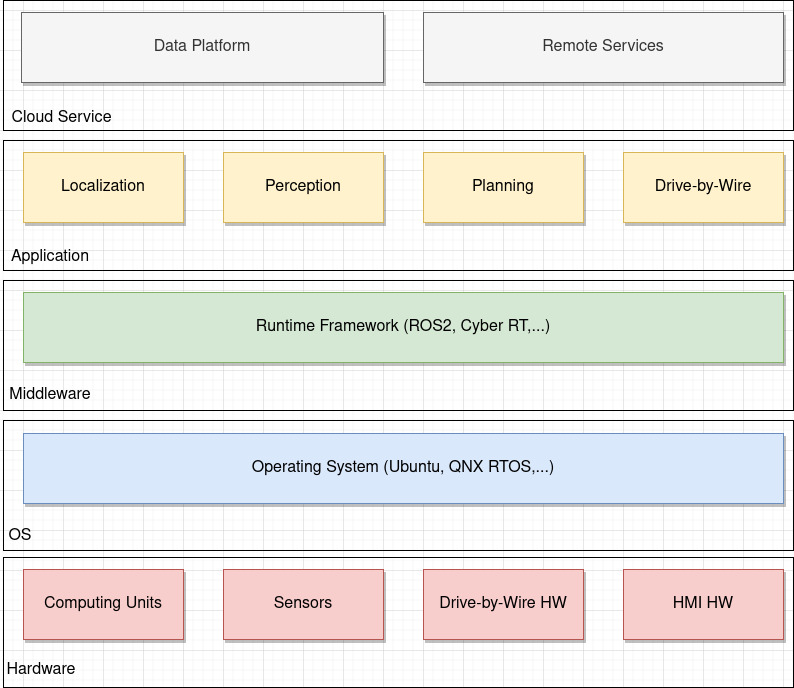 Data Platform
Remote Services
Cloud Service
Localization
Perception
Planning
Drive-by-Wire
Application
Runtime Framework (ROS2, Cyber RT,...)
Middleware
Operating System (Ubuntu, QNX RTOS,...)
OS
Computing Units
Sensors
Drive-by-Wire HW
HMI HW
Hardware